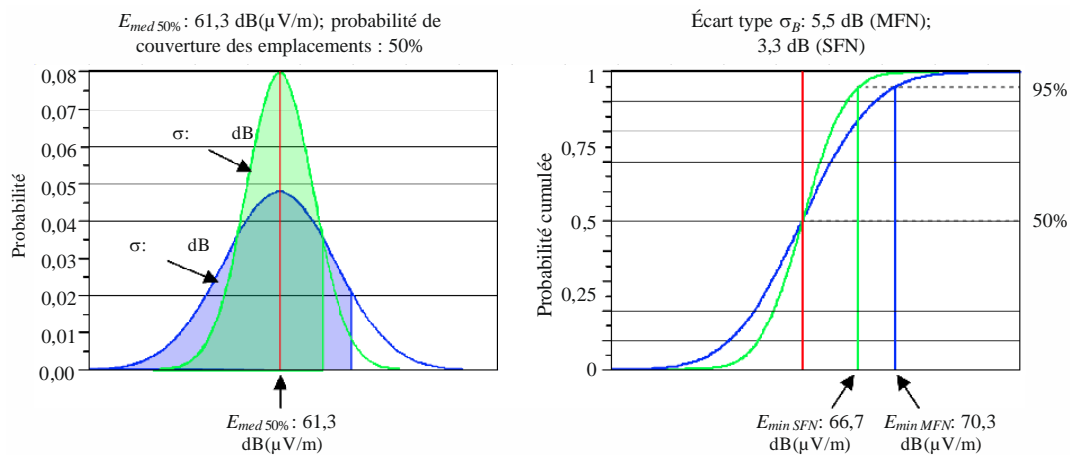 E_med 50%: 61,3 dB(µV/m); probabilité de
couverture des emplacements : 50%
Probabilité
0,08
0,07
0,06
0,05
0,04
0,03
0,02
0,01
0,00
σ: dB
σ: dB
E_med 50%: 61,3
dB(µV/m)
Écart type σ_B: 5,5 dB (MFN);
3,3 dB (SFN)
Probabilité cumulée
1
0,75
0,5
0,25
0
95%
50%
E_min SFN: 66,7
dB(µV/m)
E_min MFN: 70,3
dB(µV/m)